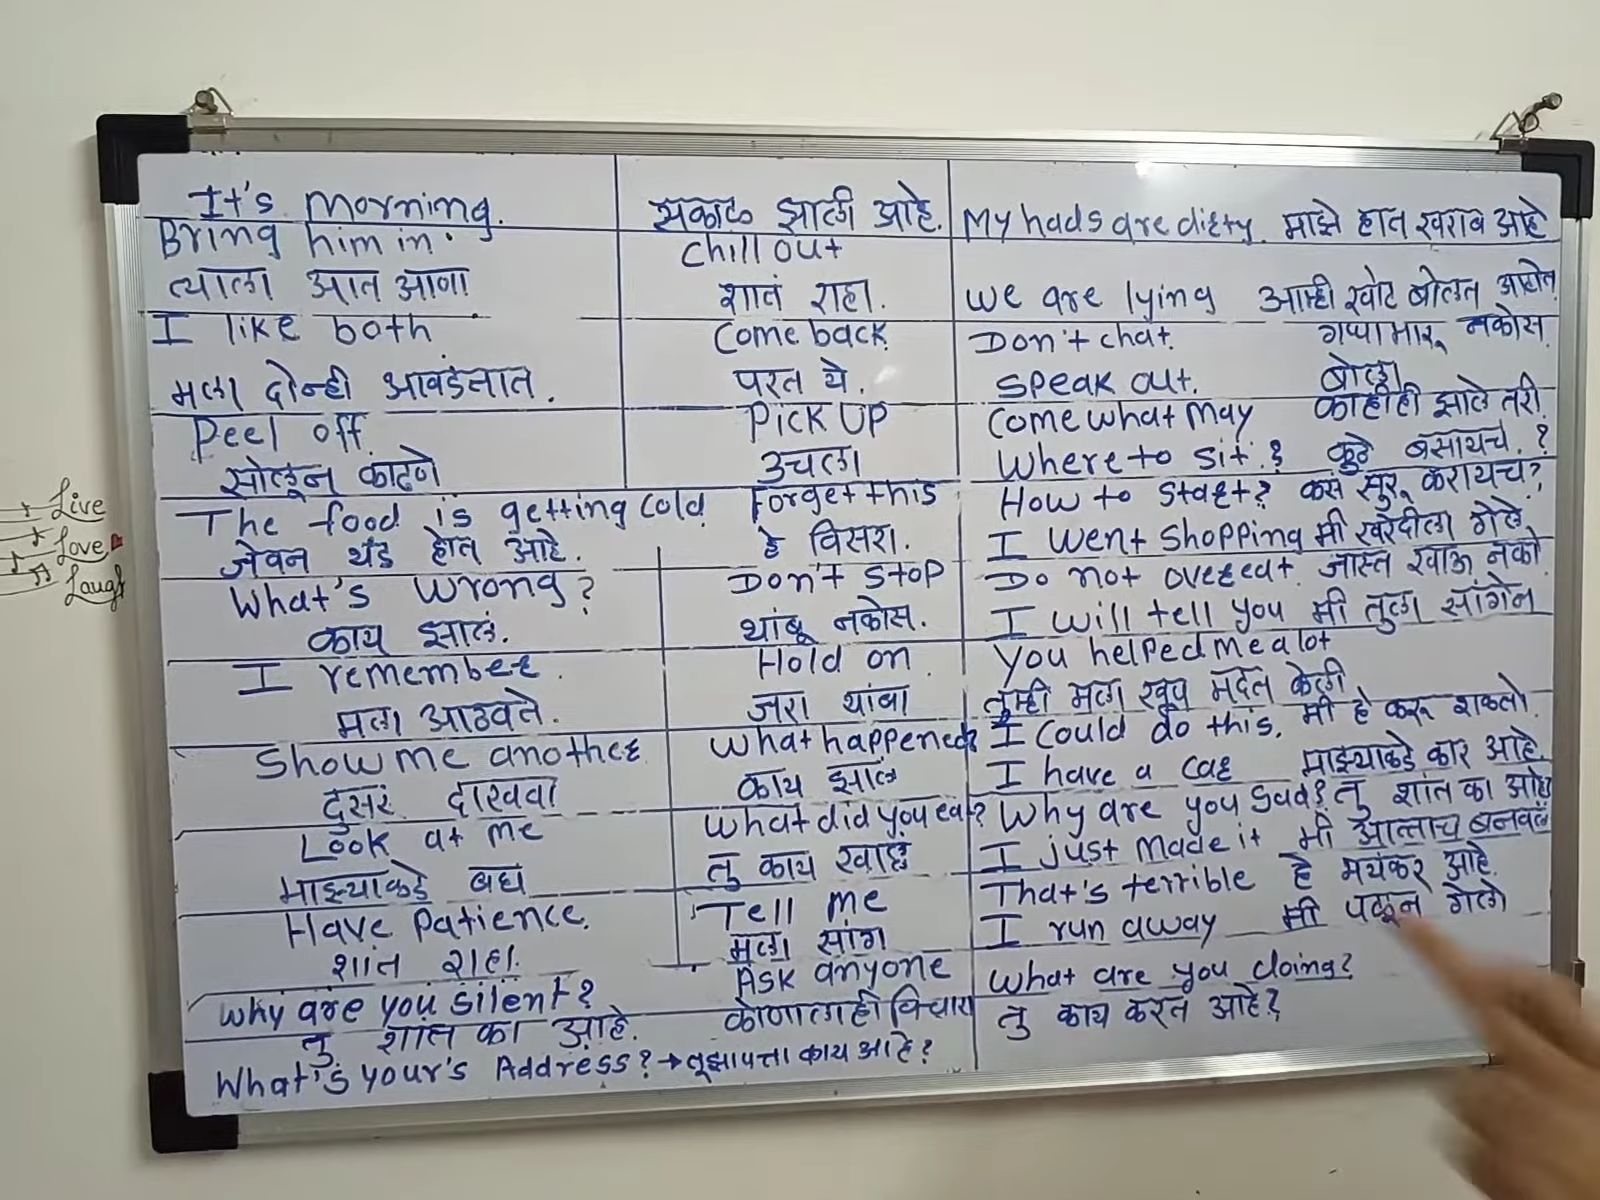 It's morning.
सकाळ झाली आहे.
Bring him in.
त्याला आत आणा
I like both
मला दोन्ही आवडतात.
Peel off
सोलून काढणे
The food is getting cold
जेवन थंड होत आहे.
What's wrong?
काय झालं.
I remember.
मला आठवते.
Show me another.
दुसरं दाखवा
Look at me
माझ्याकडे बघ
Have Patience.
शांत राहा.
Why are you silent?
तु शांत का आहे.
What's your's Address? → तूझा पत्ता काय आहे?
Chill out
शातं राहा.
Come back
परत ये.
Pick UP
उचला
Forget this
हे विसरा.
Don't stop
थांबू नकोस.
Hold on
जरा थांबा
What happened?
काय झालं
What did you eat?
तु काय खाल्लं
Tell me
मला सांग
Ask anyone
कोणालाही विचारा
My hads are dirty. माझे हात खराब आहे
We are lying आम्ही खोट बोलत आहोत
Don't chat. गप्पा मारू नकोस.
Speak out. बोला
Come what May काहीही झाले तरी.
Where to sit? कुठे बसायचं.?
How to start? कसं सुरू करायचं?
I went shopping मी खरेदीला गेले
Do not overeat. जास्त खाऊ नको
I will tell you मी तुला सांगेन
You helped me a lot
तुम्ही मला खूप मदत केली
I could do this. मी हे करू शकलो.
I have a car माझ्याकडे कार आहे.
Why are you sad? तु शांत का आहे?
I just made it मी आत्ताच बनवलं
That's terrible हे भयंकर आहे.
I run away मी पळून गेलो
What are you doing?
तु काय करत आहे?
Live
Love
Laugh